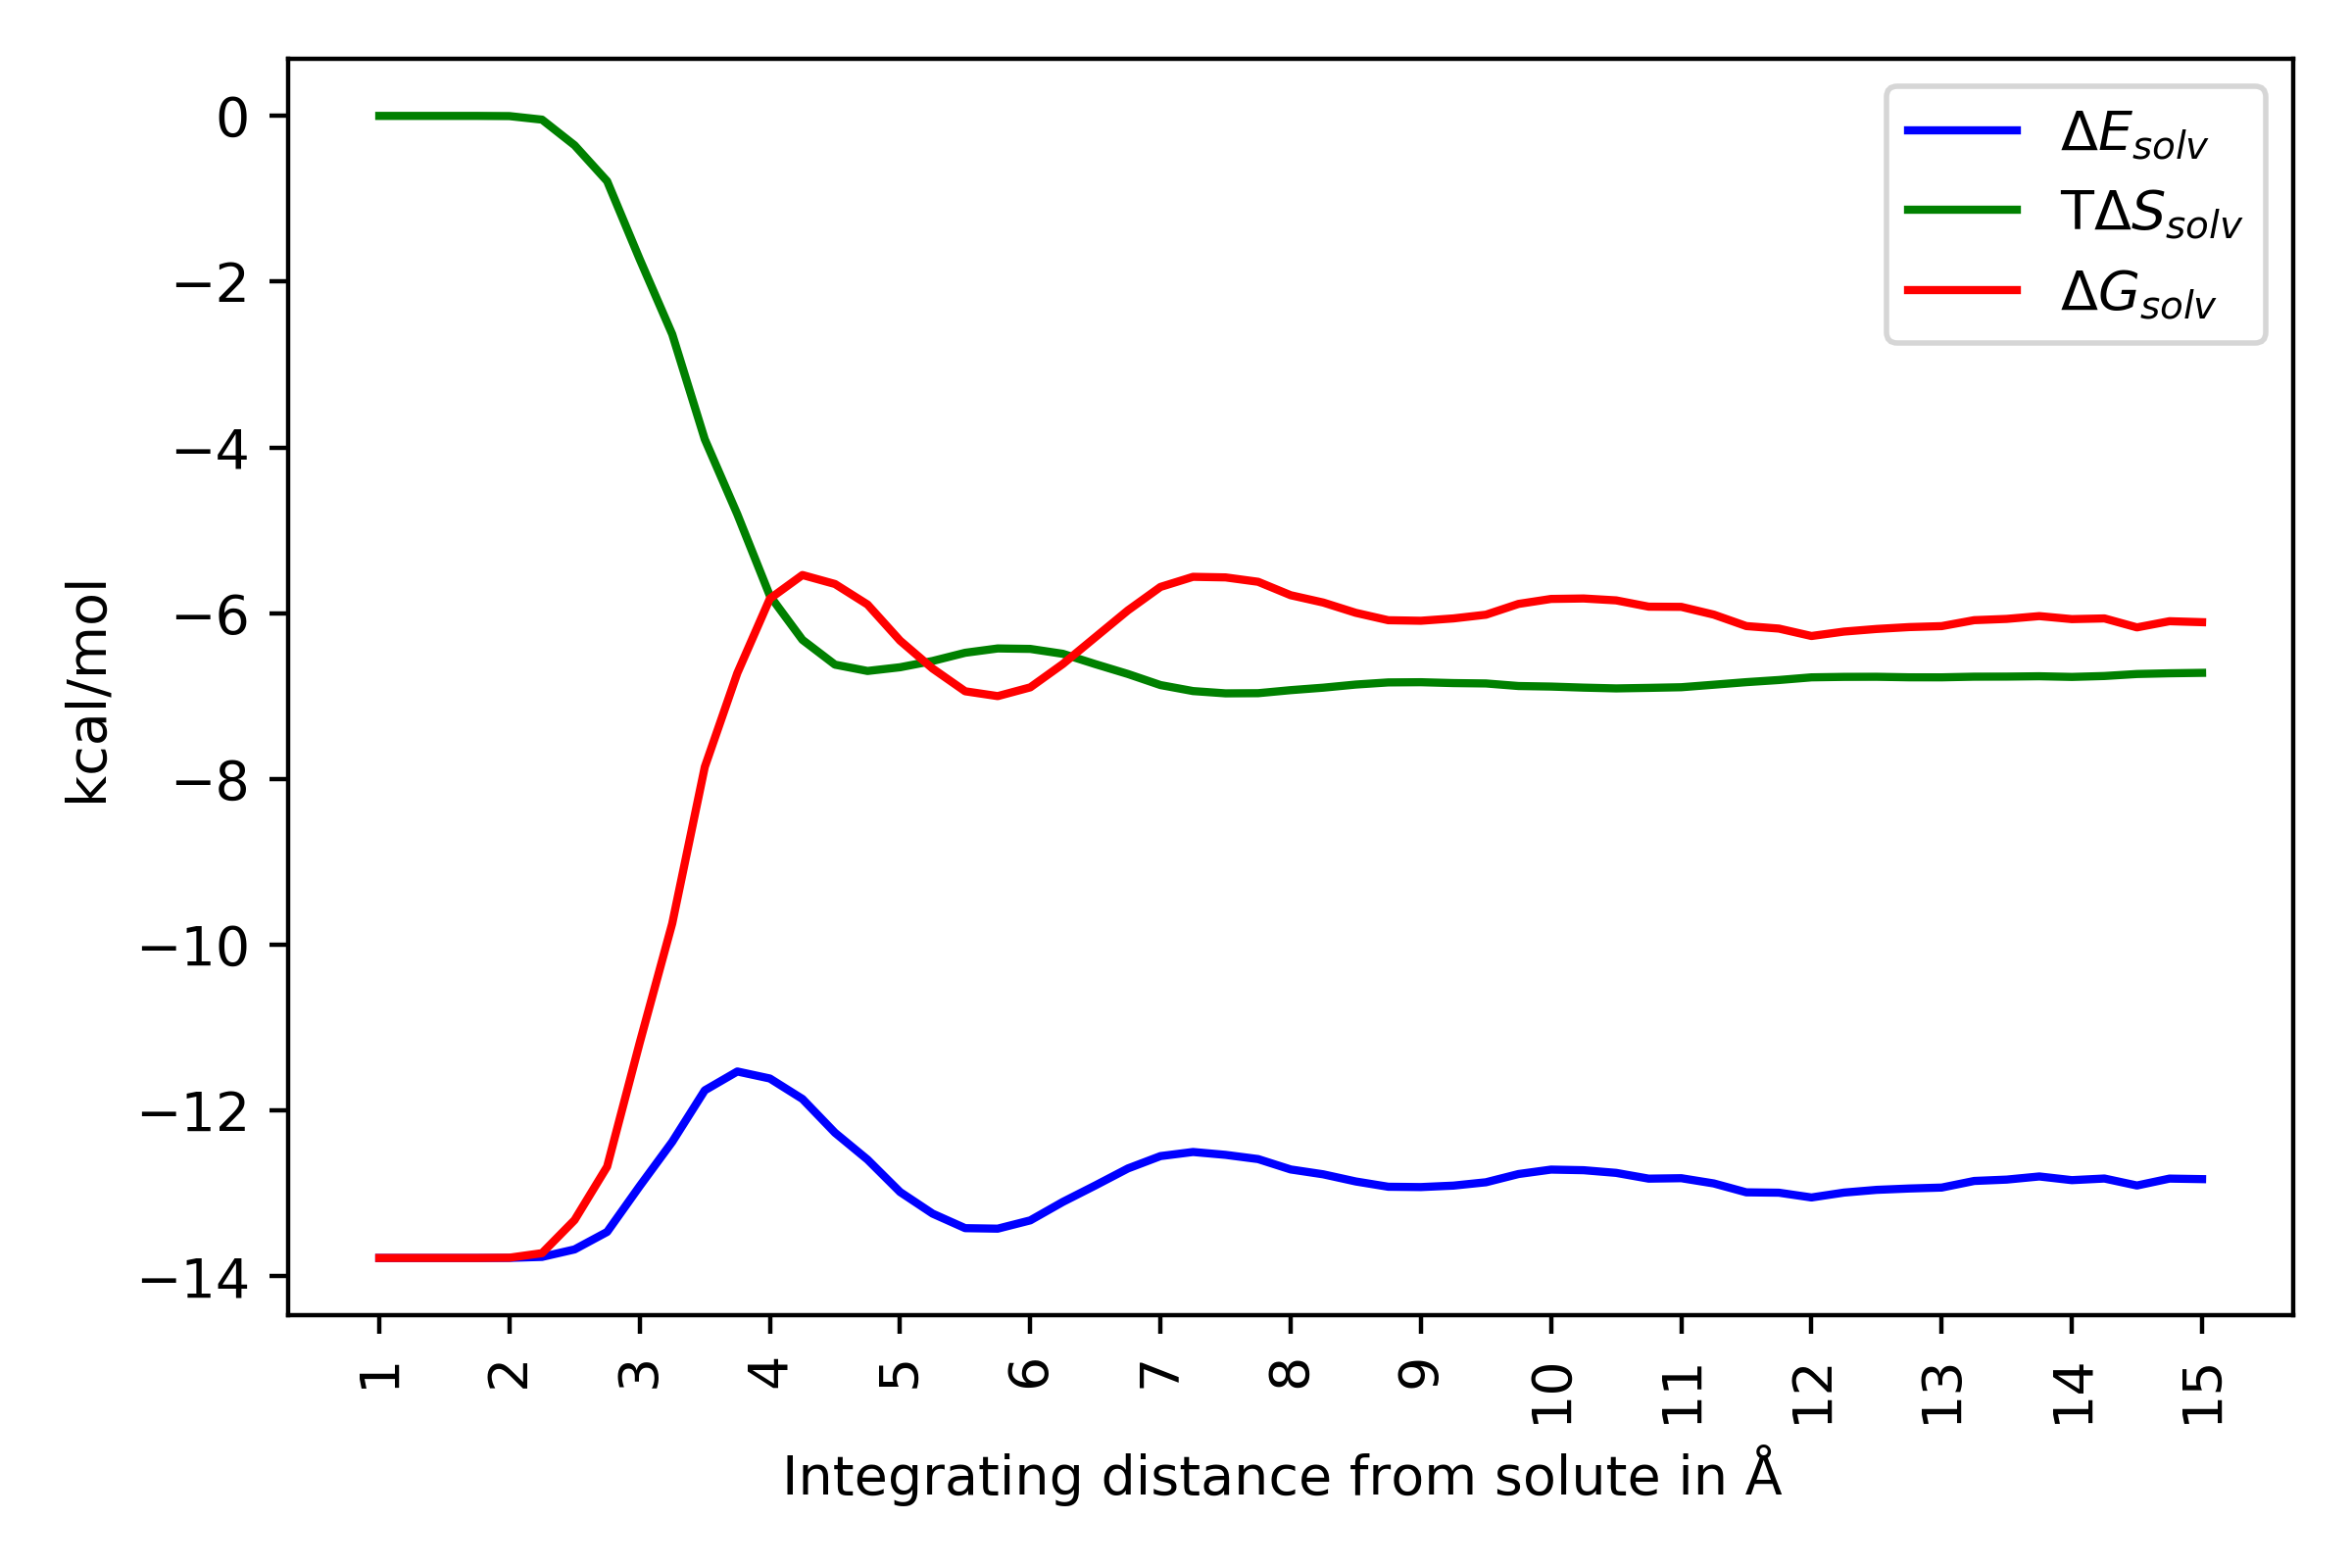 ΔE_solv
TΔS_solv
ΔG_solv
0
−2
−4
−6
−8
−10
−12
−14
kcal/mol
1 2 3 4 5 6 7 8 9 10 11 12 13 14 15
Integrating distance from solute in Å